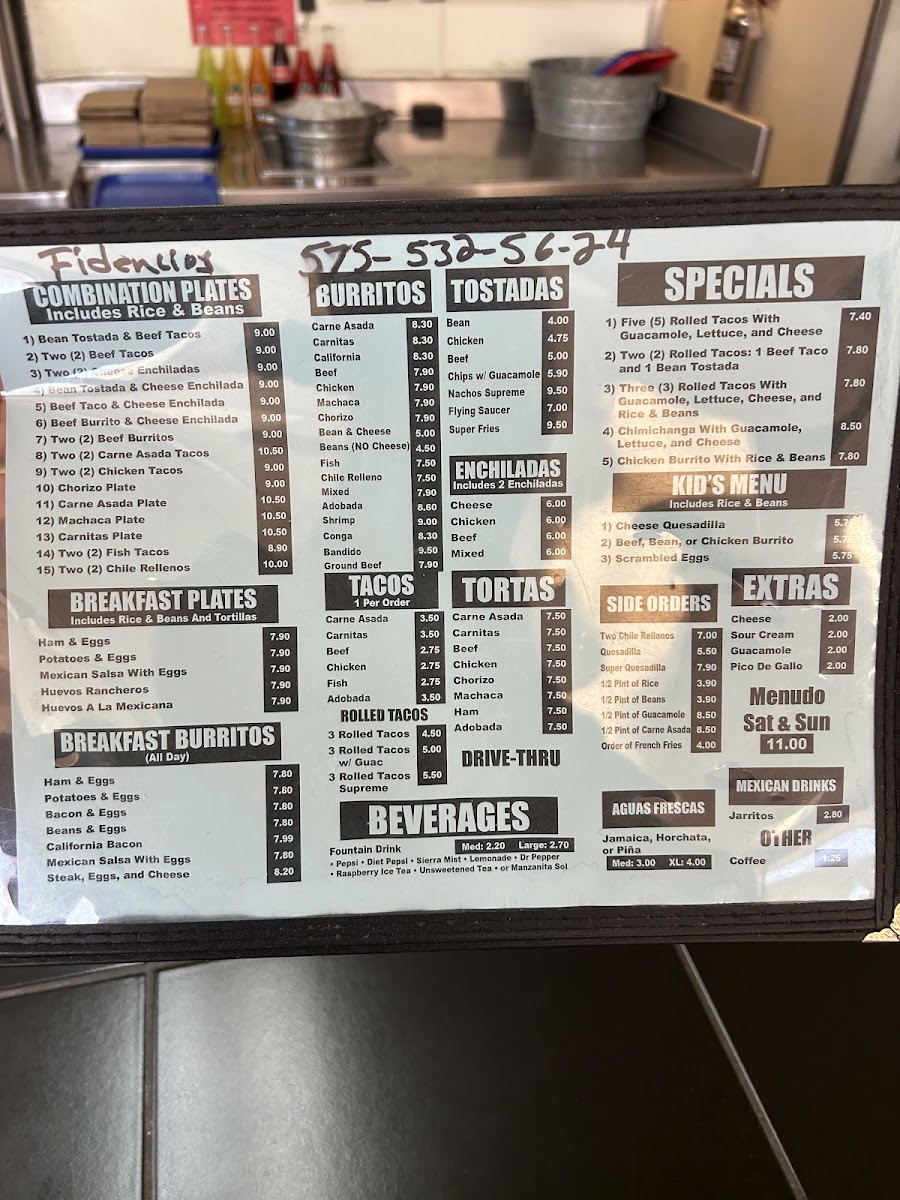 Fidencios
575-532-56-24
COMBINATION PLATES
Includes Rice & Beans
1) Bean Tostada & Beef Tacos 9.00
2) Two (2) Beef Tacos 9.00
3) Two (2) Cheese Enchiladas 9.00
4) Bean Tostada & Cheese Enchilada 9.00
5) Beef Taco & Cheese Enchilada 9.00
6) Beef Burrito & Cheese Enchilada 9.00
7) Two (2) Beef Burritos 9.00
8) Two (2) Carne Asada Tacos 10.50
9) Two (2) Chicken Tacos 9.00
10) Chorizo Plate 9.00
11) Carne Asada Plate 10.50
12) Machaca Plate 10.50
13) Carnitas Plate 10.50
14) Two (2) Fish Tacos 8.90
15) Two (2) Chile Rellenos 10.00
BREAKFAST PLATES
Includes Rice & Beans And Tortillas
Ham & Eggs 7.90
Potatoes & Eggs 7.90
Mexican Salsa With Eggs 7.90
Huevos Rancheros 7.90
Huevos A La Mexicana 7.90
BREAKFAST BURRITOS
(All Day)
Ham & Eggs 7.80
Potatoes & Eggs 7.80
Bacon & Eggs 7.80
Beans & Eggs 7.80
California Bacon 7.99
Mexican Salsa With Eggs 7.80
Steak, Eggs, and Cheese 8.20
BURRITOS
Carne Asada 8.30
Carnitas 8.30
California 8.30
Beef 7.90
Chicken 7.90
Machaca 7.90
Chorizo 7.90
Bean & Cheese 5.00
Beans (NO Cheese) 4.50
Fish 7.50
Chile Relleno 7.50
Mixed 7.90
Adobada 8.60
Shrimp 9.00
Conga 8.30
Bandido 9.50
Ground Beef 7.90
TACOS
1 Per Order
Carne Asada 3.50
Carnitas 3.50
Beef 2.75
Chicken 2.75
Fish 2.75
Adobada 3.50
ROLLED TACOS
3 Rolled Tacos 4.50
3 Rolled Tacos 5.00
w/ Guac
3 Rolled Tacos 5.50
Supreme
TOSTADAS
Bean 4.00
Chicken 4.75
Beef 5.00
Chips w/ Guacamole 5.90
Nachos Supreme 9.50
Flying Saucer 7.00
Super Fries 9.50
ENCHILADAS
Includes 2 Enchiladas
Cheese 6.00
Chicken 6.00
Beef 6.00
Mixed 6.00
TORTAS
Carne Asada 7.50
Carnitas 7.50
Beef 7.50
Chicken 7.50
Chorizo 7.50
Machaca 7.50
Ham 7.50
Adobada 7.50
DRIVE-THRU
BEVERAGES
Fountain Drink Med: 2.20 Large: 2.70
• Pepsi • Diet Pepsi • Sierra Mist • Lemonade • Dr Pepper
• Raspberry Ice Tea • Unsweetened Tea • or Manzanita Sol
SPECIALS
1) Five (5) Rolled Tacos With 7.40
Guacamole, Lettuce, and Cheese
2) Two (2) Rolled Tacos: 1 Beef Taco 7.80
and 1 Bean Tostada
3) Three (3) Rolled Tacos With 7.80
Guacamole, Lettuce, Cheese, and
Rice & Beans
4) Chimichanga With Guacamole, 8.50
Lettuce, and Cheese
5) Chicken Burrito With Rice & Beans 7.80
KID'S MENU
Includes Rice & Beans
1) Cheese Quesadilla
2) Beef, Bean, or Chicken Burrito
3) Scrambled Eggs 5.75
SIDE ORDERS
Two Chile Rellenos 7.00
Quesadilla 5.50
Super Quesadilla 7.90
1/2 Pint of Rice 3.90
1/2 Pint of Beans 3.90
1/2 Pint of Guacamole 8.50
1/2 Pint of Carne Asada 8.50
Order of French Fries 4.00
EXTRAS
Cheese 2.00
Sour Cream 2.00
Guacamole 2.00
Pico De Gallo 2.00
Menudo
Sat & Sun
11.00
AGUAS FRESCAS
Jamaica, Horchata,
or Piña
Med: 3.00 XL: 4.00
MEXICAN DRINKS
Jarritos 2.80
OTHER
Coffee 1.25